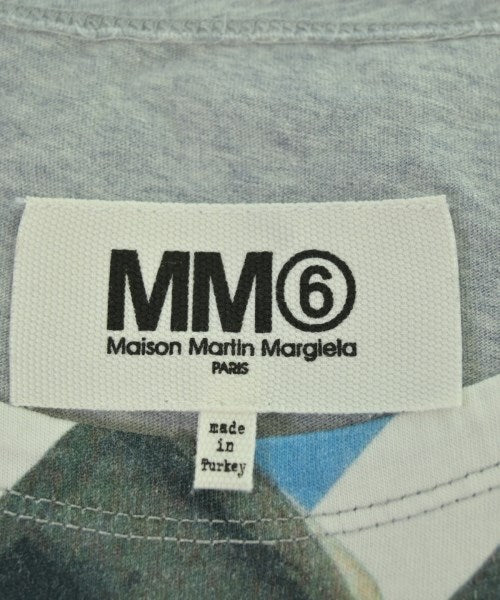 MM⑥
Maison Martin Margiela
PARIS
made
in
Turkey